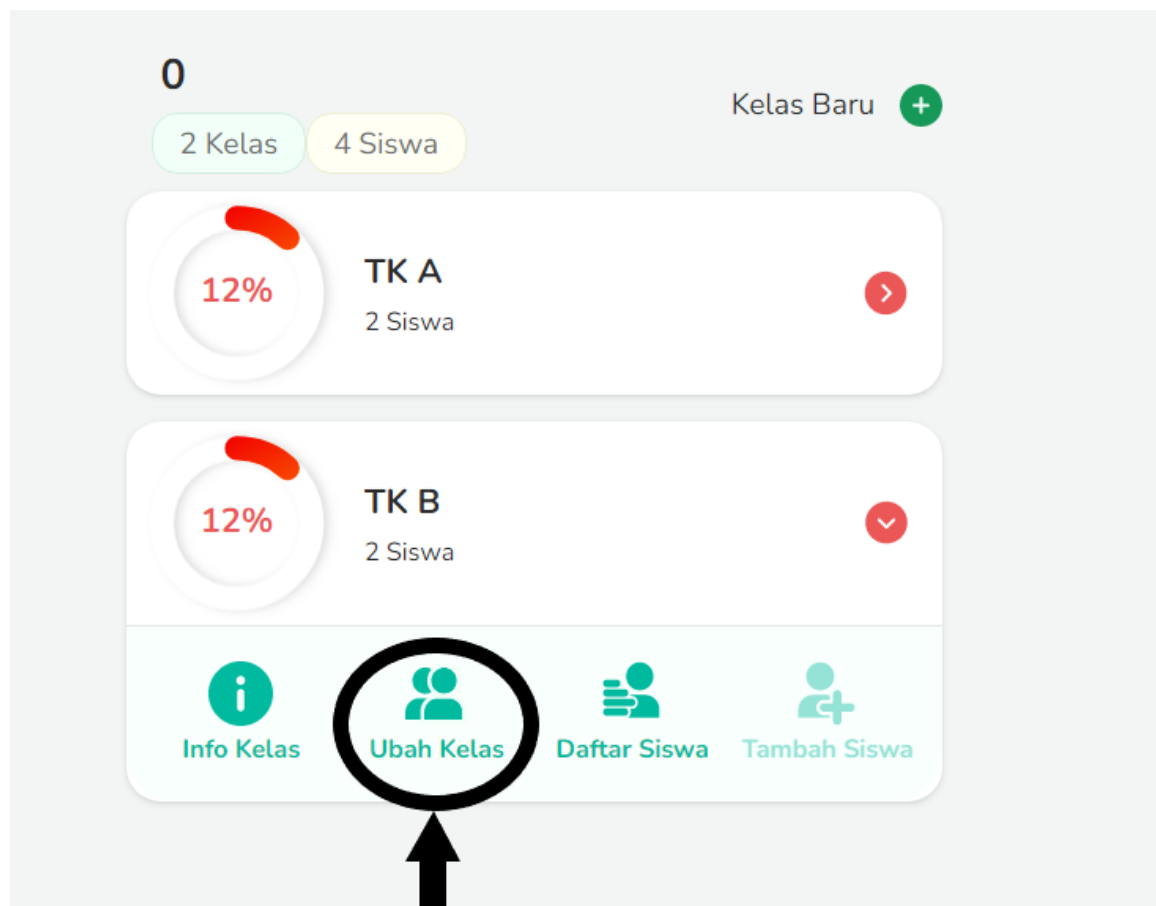 0
Kelas Baru
2 Kelas
4 Siswa
12%
TK A
2 Siswa
12%
TK B
2 Siswa
Info Kelas
Ubah Kelas
Daftar Siswa
Tambah Siswa